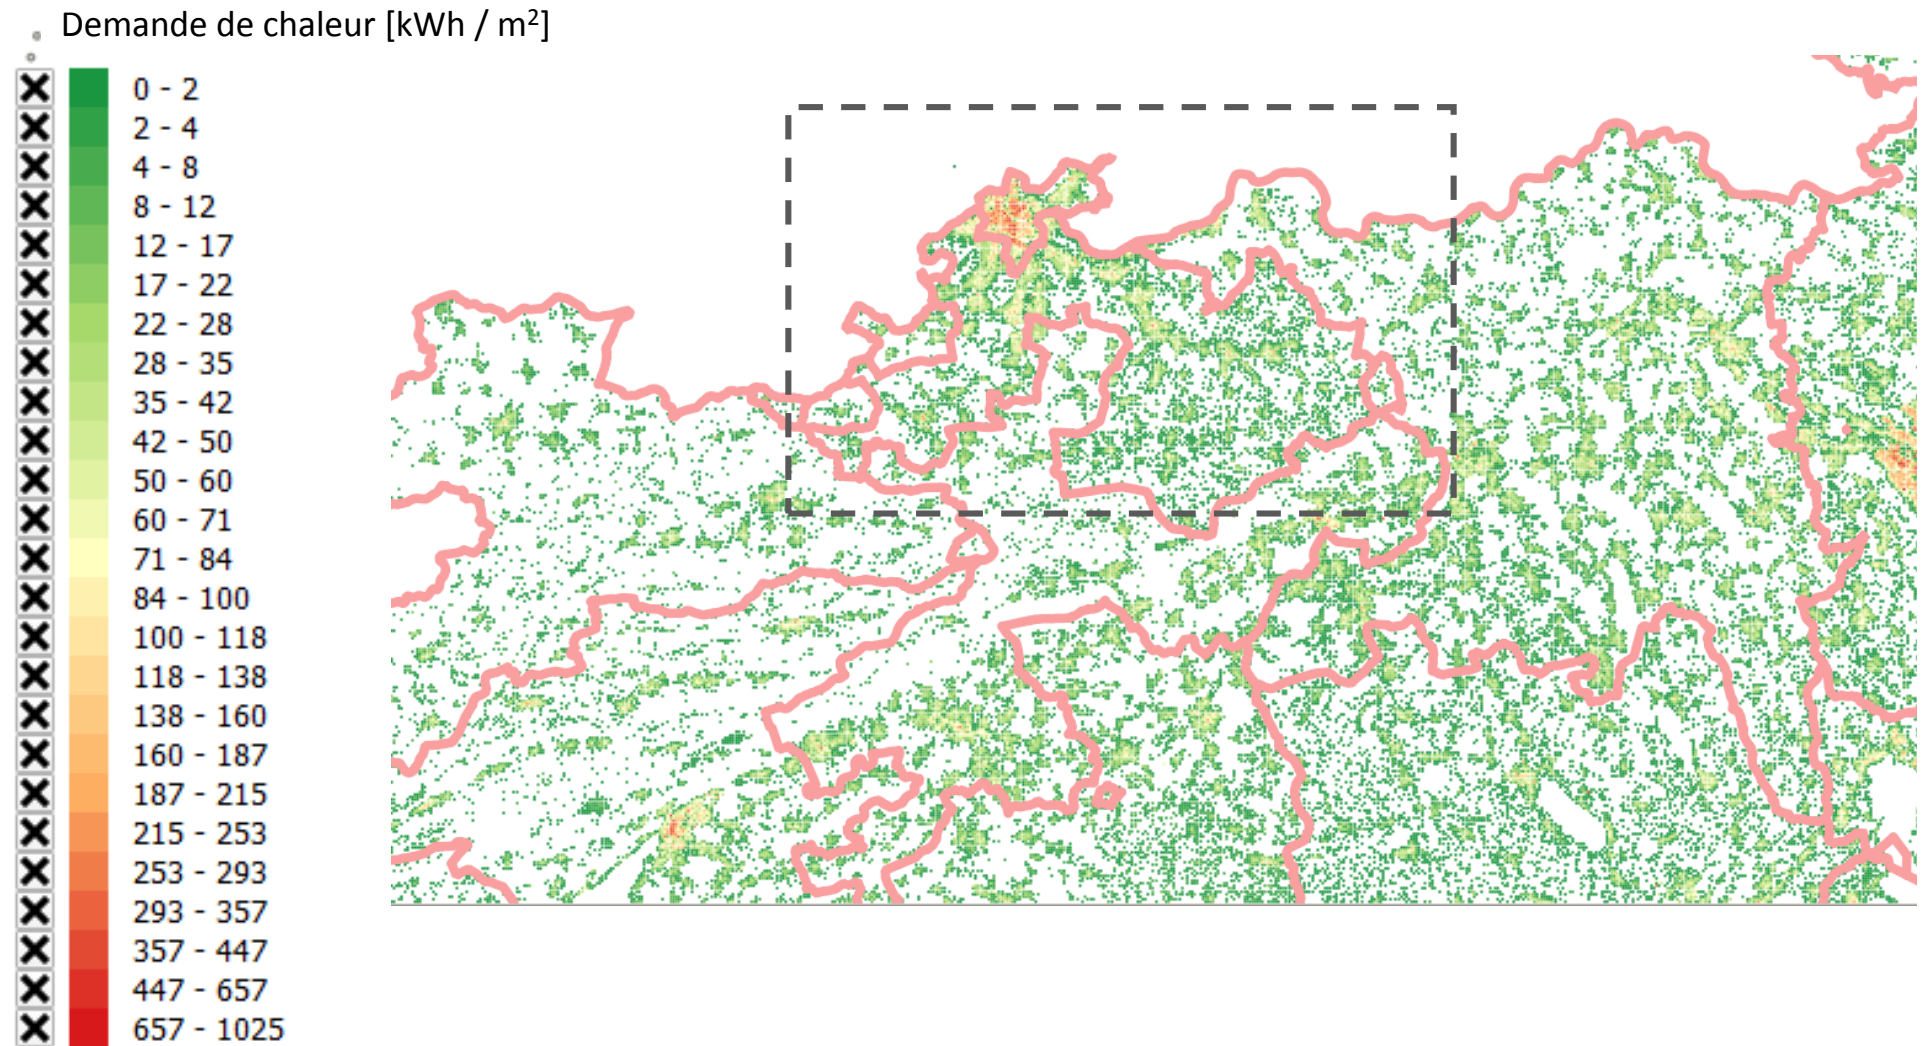 Demande de chaleur [kWh / m²]
0 - 2
2 - 4
4 - 8
8 - 12
12 - 17
17 - 22
22 - 28
28 - 35
35 - 42
42 - 50
50 - 60
60 - 71
71 - 84
84 - 100
100 - 118
118 - 138
138 - 160
160 - 187
187 - 215
215 - 253
253 - 293
293 - 357
357 - 447
447 - 657
657 - 1025